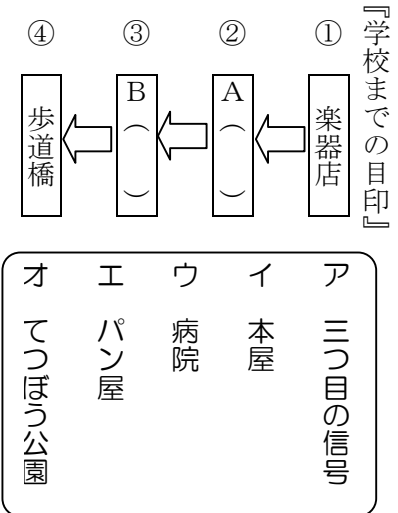 『学校までの目印』
① 楽器店
② A（　）
③ B（　）
④ 歩道橋
ア 三つ目の信号
イ 本屋
ウ 病院
エ パン屋
オ てつぼう公園